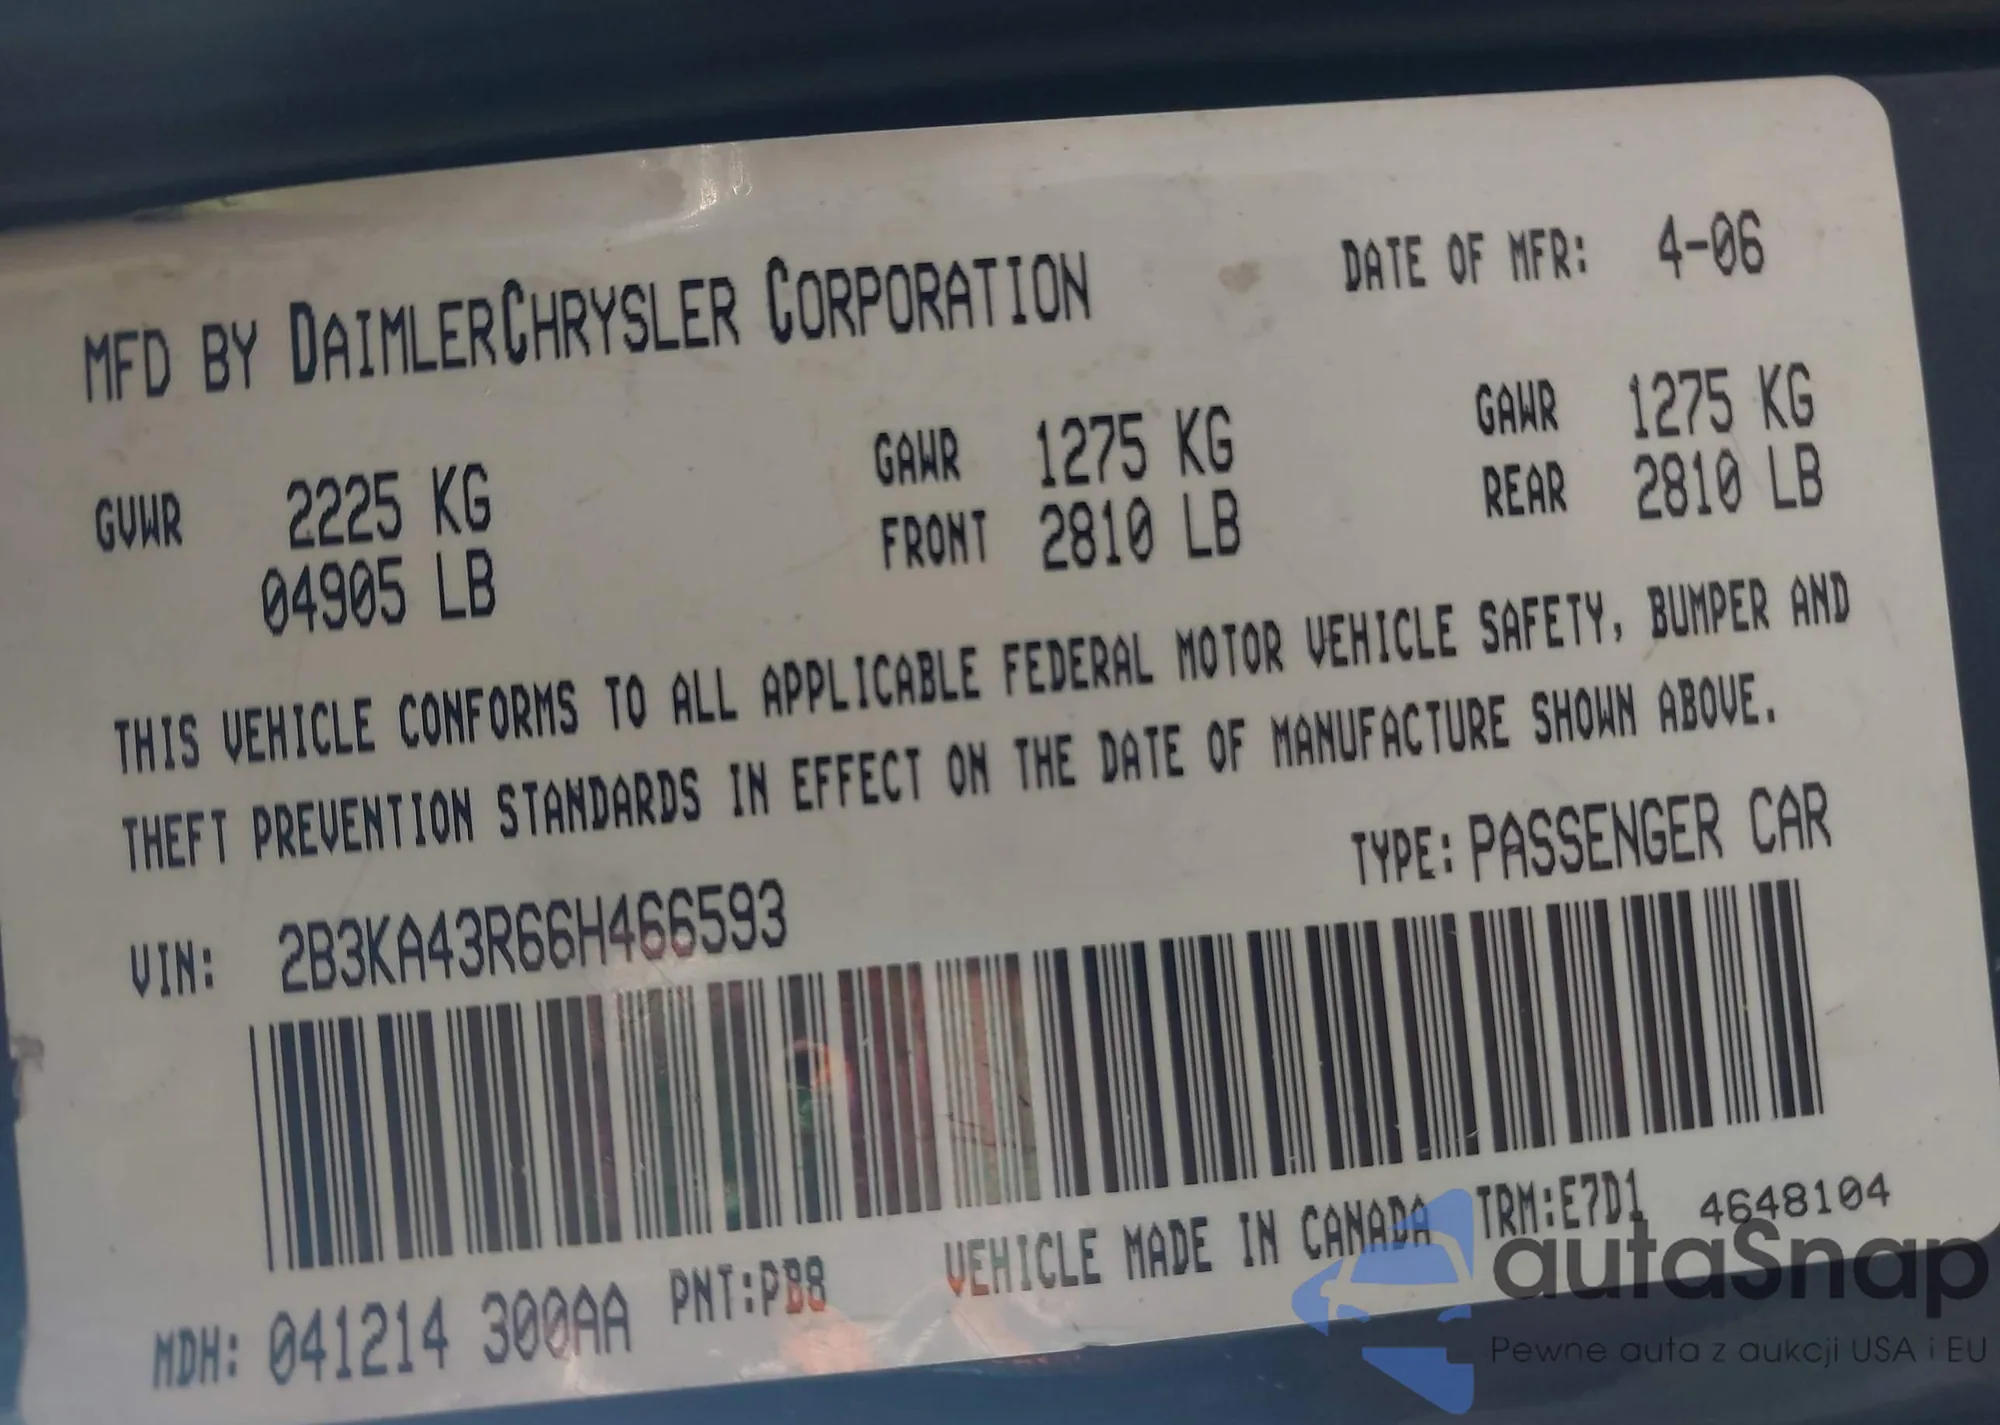 MFD BY DAIMLERCHRYSLER CORPORATION DATE OF MFR: 4-06
GVWR 2225 KG GAWR 1275 KG GAWR 1275 KG
04905 LB FRONT 2810 LB REAR 2810 LB
THIS VEHICLE CONFORMS TO ALL APPLICABLE FEDERAL MOTOR VEHICLE SAFETY, BUMPER AND
THEFT PREVENTION STANDARDS IN EFFECT ON THE DATE OF MANUFACTURE SHOWN ABOVE.
VIN: 2B3KA43R66H466593 TYPE: PASSENGER CAR
MDH: 041214 300AA PNT:PB8 VEHICLE MADE IN CANADA TRM:E7D1 4648104
autaSnap
Pewne auta z aukcji USA i EU